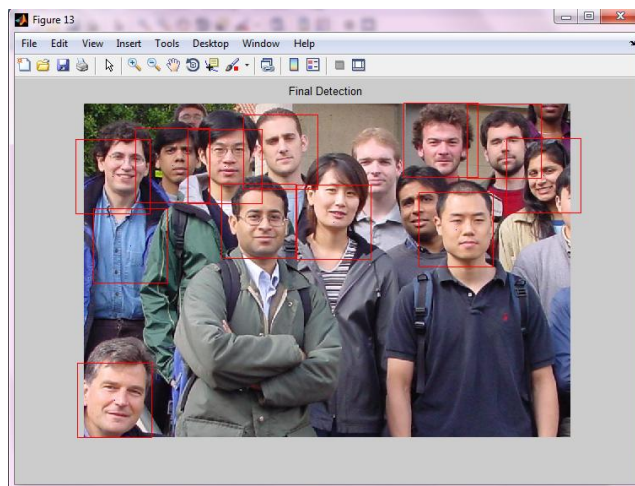 Figure 13
File Edit View Insert Tools Desktop Window Help
Final Detection